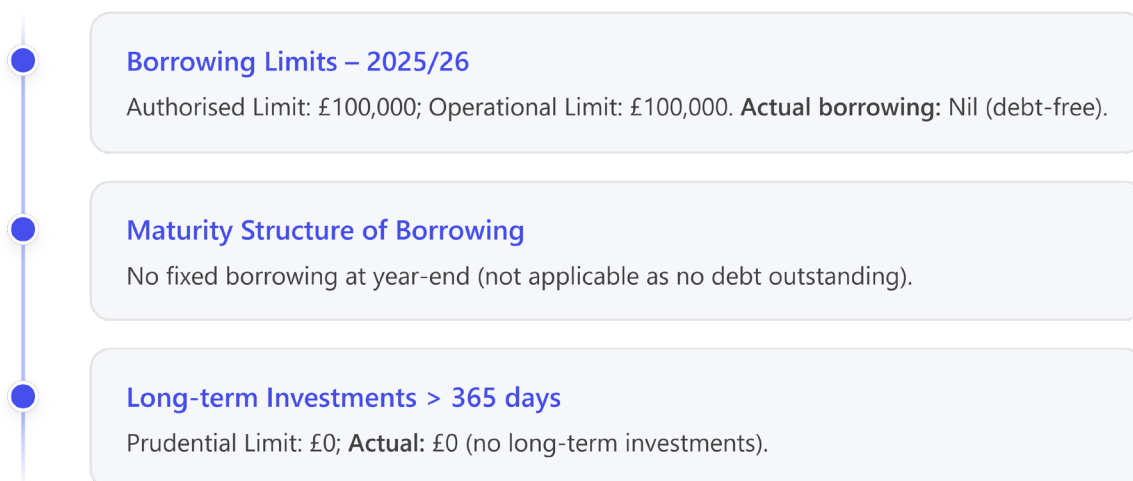 Borrowing Limits – 2025/26
Authorised Limit: £100,000; Operational Limit: £100,000. Actual borrowing: Nil (debt-free).
Maturity Structure of Borrowing
No fixed borrowing at year-end (not applicable as no debt outstanding).
Long-term Investments > 365 days
Prudential Limit: £0; Actual: £0 (no long-term investments).